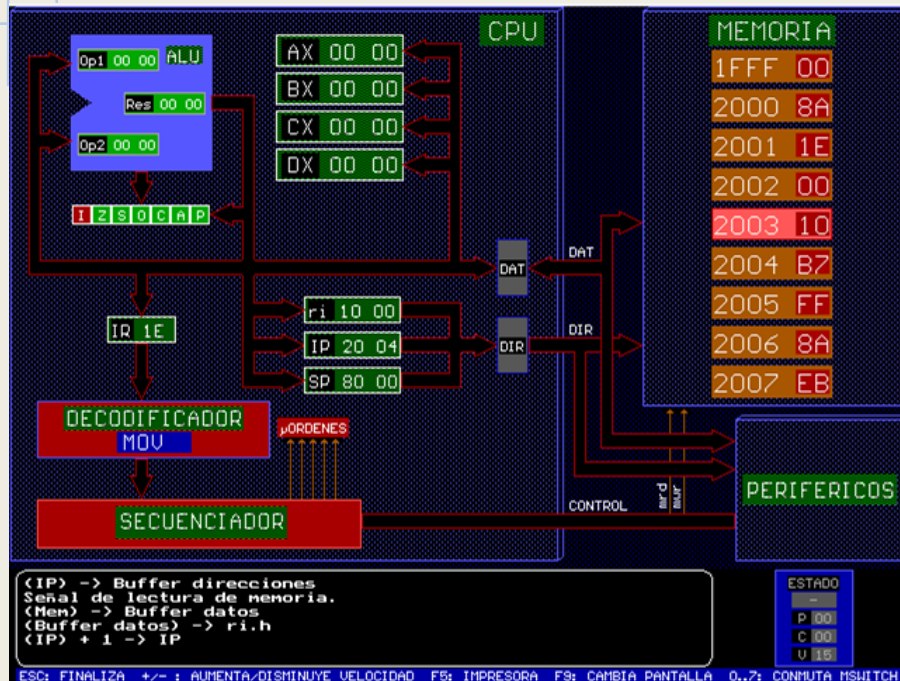 CPU
MEMORIA
Op1 00 00 ALU
Res 00 00
Op2 00 00
AX 00 00
BX 00 00
CX 00 00
DX 00 00
1FFF 00
2000 8A
2001 1E
2002 00
2003 10
2004 B7
2005 FF
2006 8A
2007 EB
I Z S O C A P
DAT
DAT
DIR
DIR
IR 1E
ri 10 00
IP 20 04
SP 80 00
DECODIFICADOR
MOV
µORDENES
SECUENCIADOR
CONTROL
mrd
mwr
PERIFERICOS
(IP) -> Buffer direcciones
Señal de lectura de memoria.
(Mem) -> Buffer datos
(Buffer datos) -> ri.h
(IP) + 1 -> IP
ESTADO
-
P 00
C 00
V 15
ESC: FINALIZA +/- : AUMENTA/DISMINUYE VELOCIDAD F5: IMPRESORA F9: CAMBIA PANTALLA 0..7: CONMUTA MSWITCH